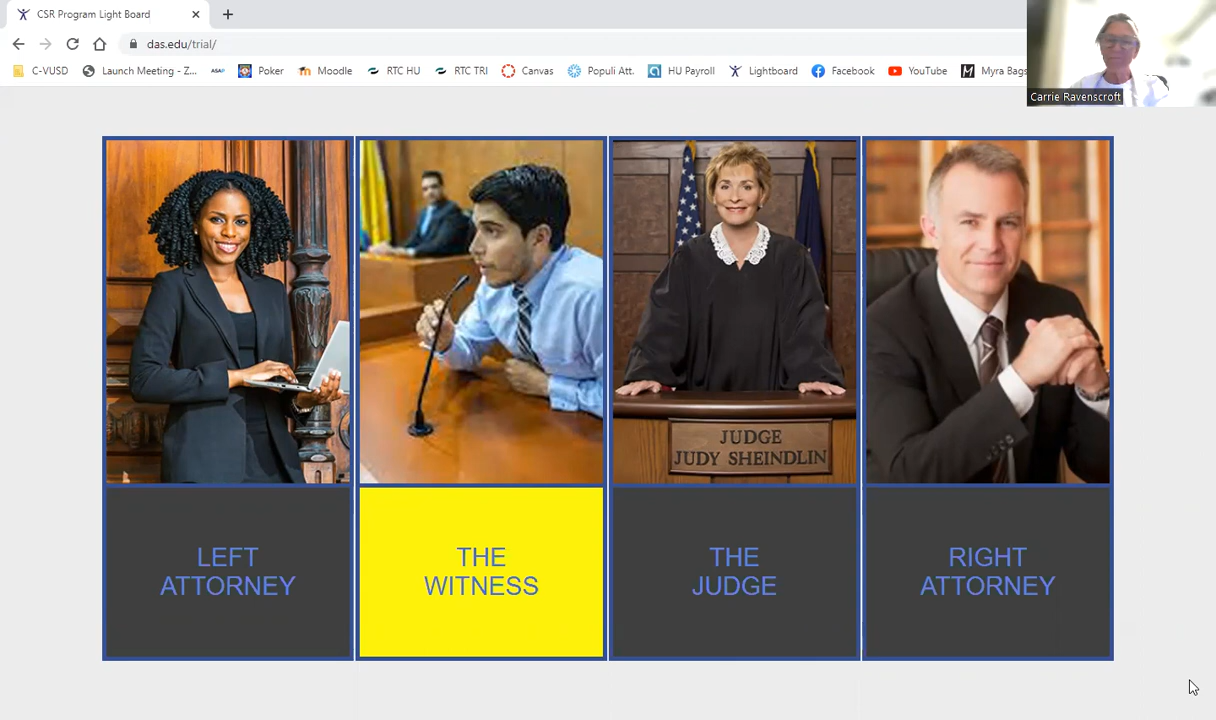 CSR Program Light Board
das.edu/trial/
C-VUSD
Launch Meeting - Z...
ASAP
Poker
Moodle
RTC HU
RTC TRI
Canvas
Populi Att.
HU Payroll
Lightboard
Facebook
YouTube
Myra Bags
Carrie Ravenscroft
JUDGE
JUDY SHEINDLIN
LEFT
ATTORNEY
THE
WITNESS
THE
JUDGE
RIGHT
ATTORNEY